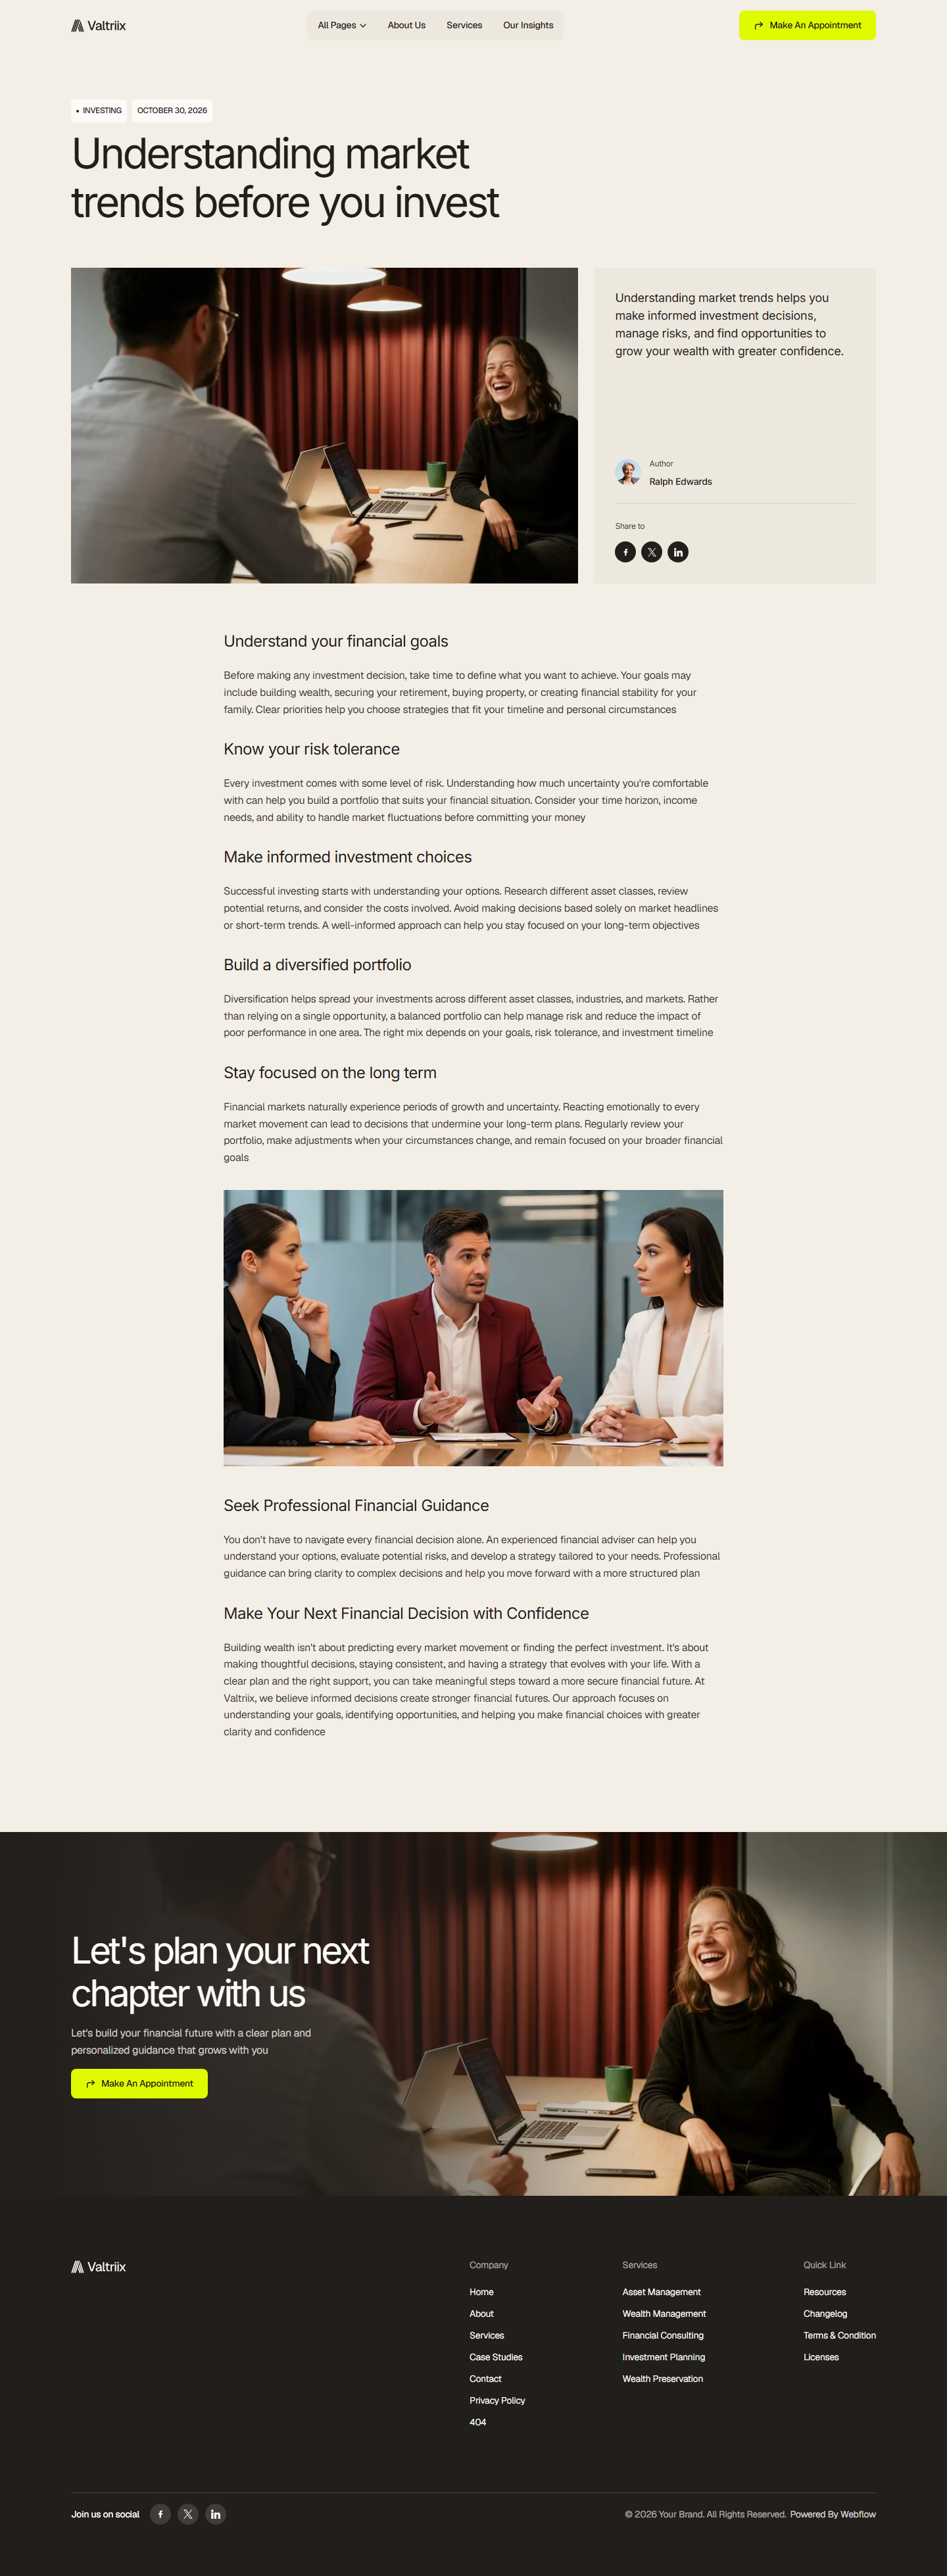 Valtriix
All Pages
About Us
Services
Our Insights
Make An Appointment
INVESTING
OCTOBER 30, 2026
Understanding market
trends before you invest
Understanding market trends helps you
make informed investment decisions,
manage risks, and find opportunities to
grow your wealth with greater confidence.
Author
Ralph Edwards
Share to
Understand your financial goals
Before making any investment decision, take time to define what you want to achieve. Your goals may
include building wealth, securing your retirement, buying property, or creating financial stability for your
family. Clear priorities help you choose strategies that fit your timeline and personal circumstances
Know your risk tolerance
Every investment comes with some level of risk. Understanding how much uncertainty you're comfortable
with can help you build a portfolio that suits your financial situation. Consider your time horizon, income
needs, and ability to handle market fluctuations before committing your money
Make informed investment choices
Successful investing starts with understanding your options. Research different asset classes, review
potential returns, and consider the costs involved. Avoid making decisions based solely on market headlines
or short-term trends. A well-informed approach can help you stay focused on your long-term objectives
Build a diversified portfolio
Diversification helps spread your investments across different asset classes, industries, and markets. Rather
than relying on a single opportunity, a balanced portfolio can help manage risk and reduce the impact of
poor performance in one area. The right mix depends on your goals, risk tolerance, and investment timeline
Stay focused on the long term
Financial markets naturally experience periods of growth and uncertainty. Reacting emotionally to every
market movement can lead to decisions that undermine your long-term plans. Regularly review your
portfolio, make adjustments when your circumstances change, and remain focused on your broader financial
goals
Seek Professional Financial Guidance
You don't have to navigate every financial decision alone. An experienced financial adviser can help you
understand your options, evaluate potential risks, and develop a strategy tailored to your needs. Professional
guidance can bring clarity to complex decisions and help you move forward with a more structured plan
Make Your Next Financial Decision with Confidence
Building wealth isn't about predicting every market movement or finding the perfect investment. It's about
making thoughtful decisions, staying consistent, and having a strategy that evolves with your life. With a
clear plan and the right support, you can take meaningful steps toward a more secure financial future. At
Valtriix, we believe informed decisions create stronger financial futures. Our approach focuses on
understanding your goals, identifying opportunities, and helping you make financial choices with greater
clarity and confidence
Let's plan your next
chapter with us
Let's build your financial future with a clear plan and
personalized guidance that grows with you
Make An Appointment
Valtriix
Company
Home
About
Services
Case Studies
Contact
Privacy Policy
404
Services
Asset Management
Wealth Management
Financial Consulting
Investment Planning
Wealth Preservation
Quick Link
Resources
Changelog
Terms & Condition
Licenses
Join us on social
© 2026 Your Brand. All Rights Reserved. Powered By Webflow